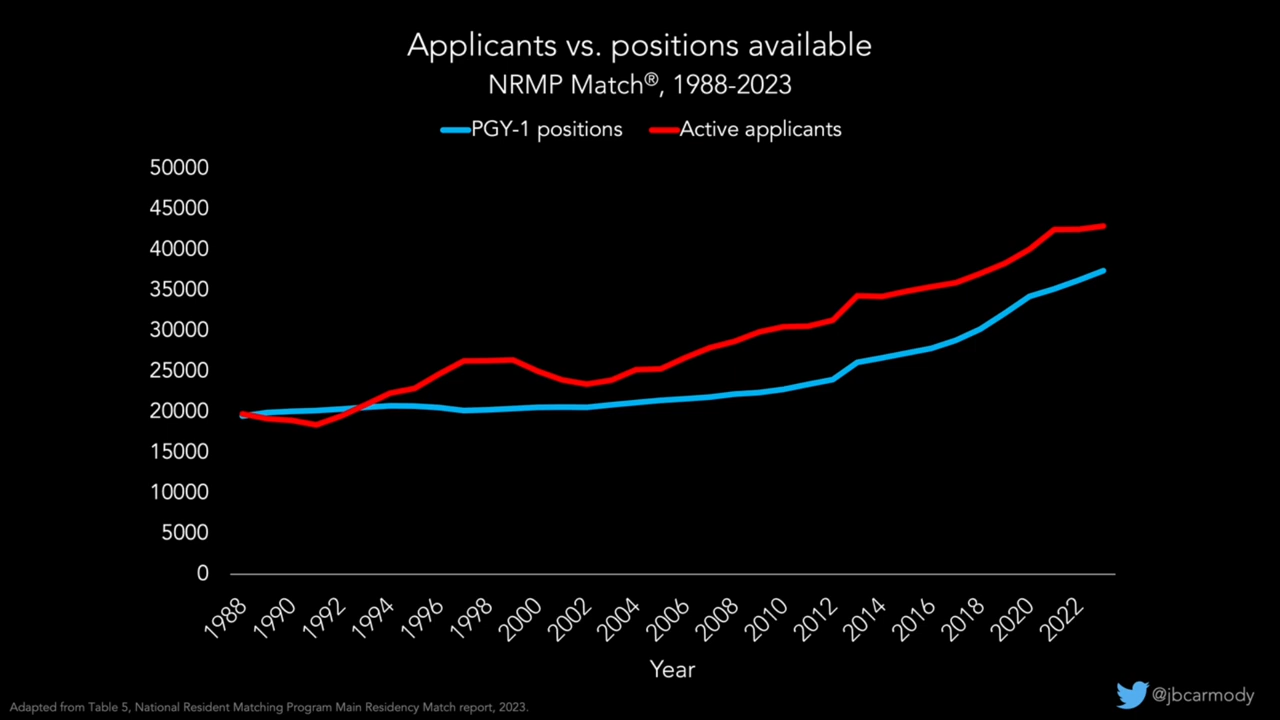 Applicants vs. positions available
NRMP Match®, 1988-2023
PGY-1 positions Active applicants
50000
45000
40000
35000
30000
25000
20000
15000
10000
5000
0
1988 1990 1992 1994 1996 1998 2000 2002 2004 2006 2008 2010 2012 2014 2016 2018 2020 2022
Year
Adapted from Table 5, National Resident Matching Program Main Residency Match report, 2023.
@jbcarmody